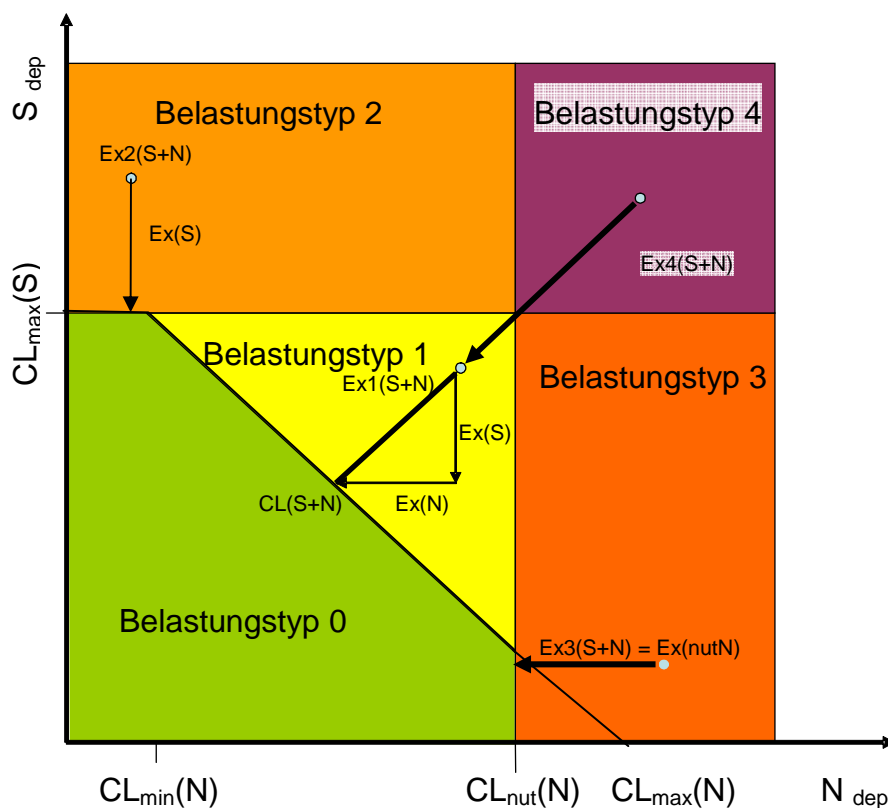 S dep
Belastungstyp 2
Belastungstyp 4
Ex2(S+N)
Ex(S)
Ex4(S+N)
CLmax(S)
Belastungstyp 1
Ex1(S+N)
Belastungstyp 3
Ex(S)
CL(S+N)
Ex(N)
Belastungstyp 0
Ex3(S+N) = Ex(nutN)
CLmin(N)
CLnut(N)
CLmax(N)
N dep